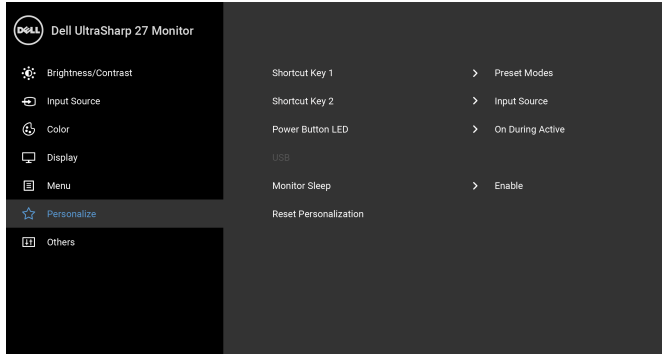 DELL
Dell UltraSharp 27 Monitor
Brightness/Contrast
Input Source
Color
Display
Menu
Personalize
Others
Shortcut Key 1 > Preset Modes
Shortcut Key 2 > Input Source
Power Button LED > On During Active
USB
Monitor Sleep > Enable
Reset Personalization